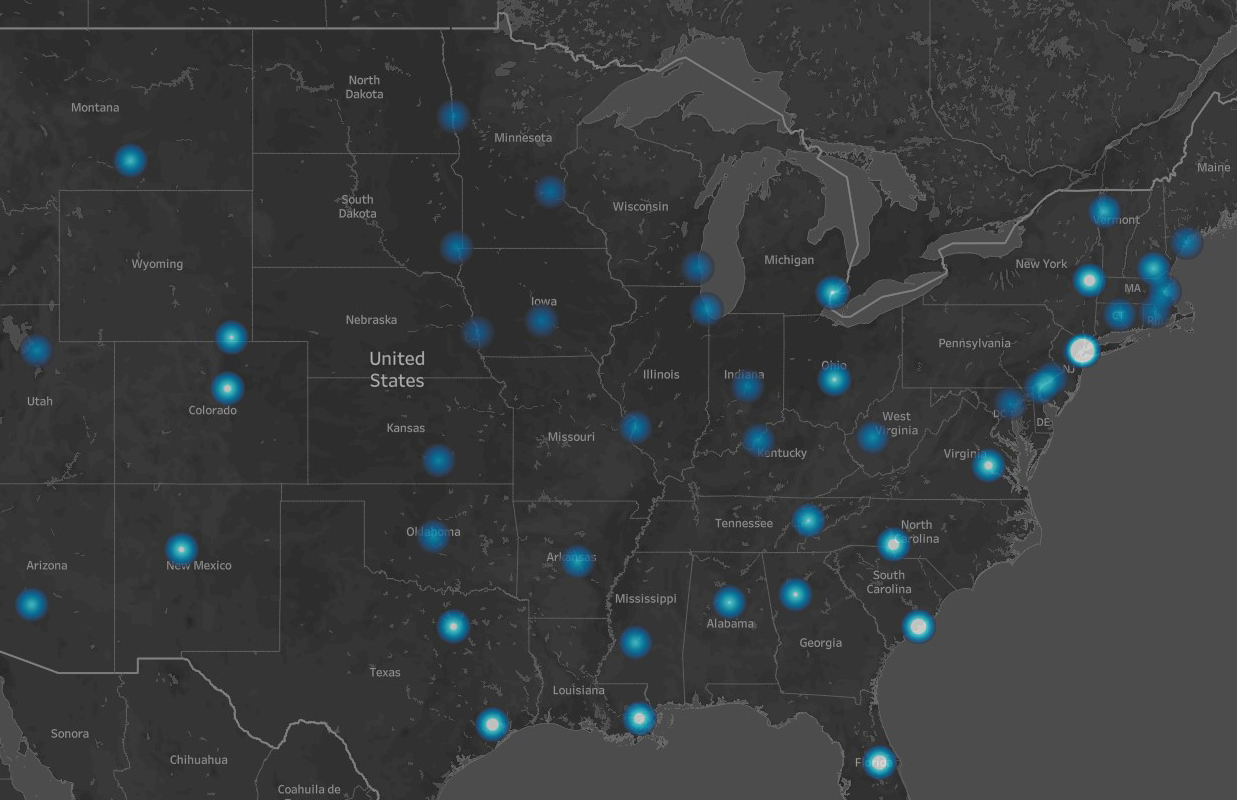 North
Dakota
Montana
Minnesota
Maine
South
Dakota
Wisconsin
Vermont
Wyoming
Michigan
New York
MA
Iowa
CT
RI
Nebraska
Pennsylvania
United
States
Ohio
NJ
Illinois
Indiana
Utah
Colorado
DC
DE
West
Virginia
Kansas
Missouri
Kentucky
Virginia
Oklahoma
Tennessee
North
Carolina
Arkansas
Arizona
New Mexico
South
Carolina
Mississippi
Alabama
Georgia
Texas
Louisiana
Sonora
Chihuahua
Florida
Coahuila de